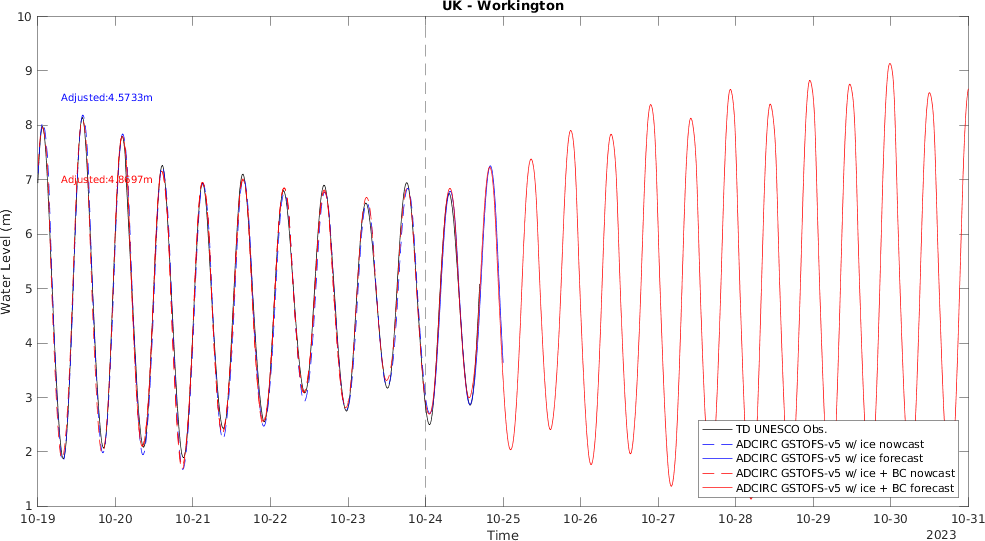 UK - Workington
10
9
8
7
6
5
4
3
2
1
Water Level (m)
Adjusted:4.5733m
Adjusted:4.8697m
TD UNESCO Obs.
ADCIRC GSTOFS-v5 w/ ice nowcast
ADCIRC GSTOFS-v5 w/ ice forecast
ADCIRC GSTOFS-v5 w/ ice + BC nowcast
ADCIRC GSTOFS-v5 w/ ice + BC forecast
10-19 10-20 10-21 10-22 10-23 10-24 10-25 10-26 10-27 10-28 10-29 10-30 10-31
Time
2023